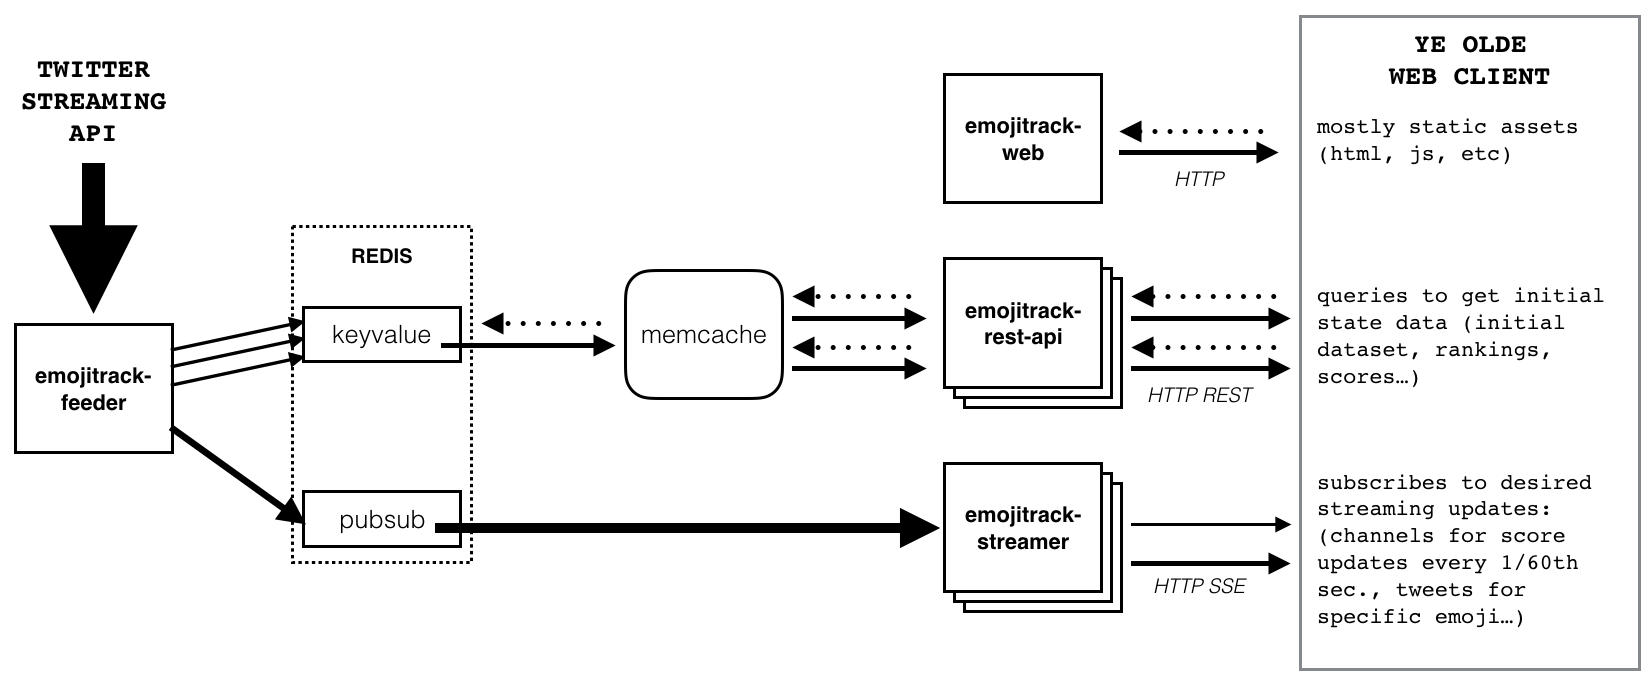 TWITTER
STREAMING
API
emojitrack-
feeder
REDIS
keyvalue
pubsub
memcache
emojitrack-
web
HTTP
emojitrack-
rest-api
HTTP REST
emojitrack-
streamer
HTTP SSE
YE OLDE
WEB CLIENT
mostly static assets
(html, js, etc)
queries to get initial
state data (initial
dataset, rankings,
scores…)
subscribes to desired
streaming updates:
(channels for score
updates every 1/60th
sec., tweets for
specific emoji…)